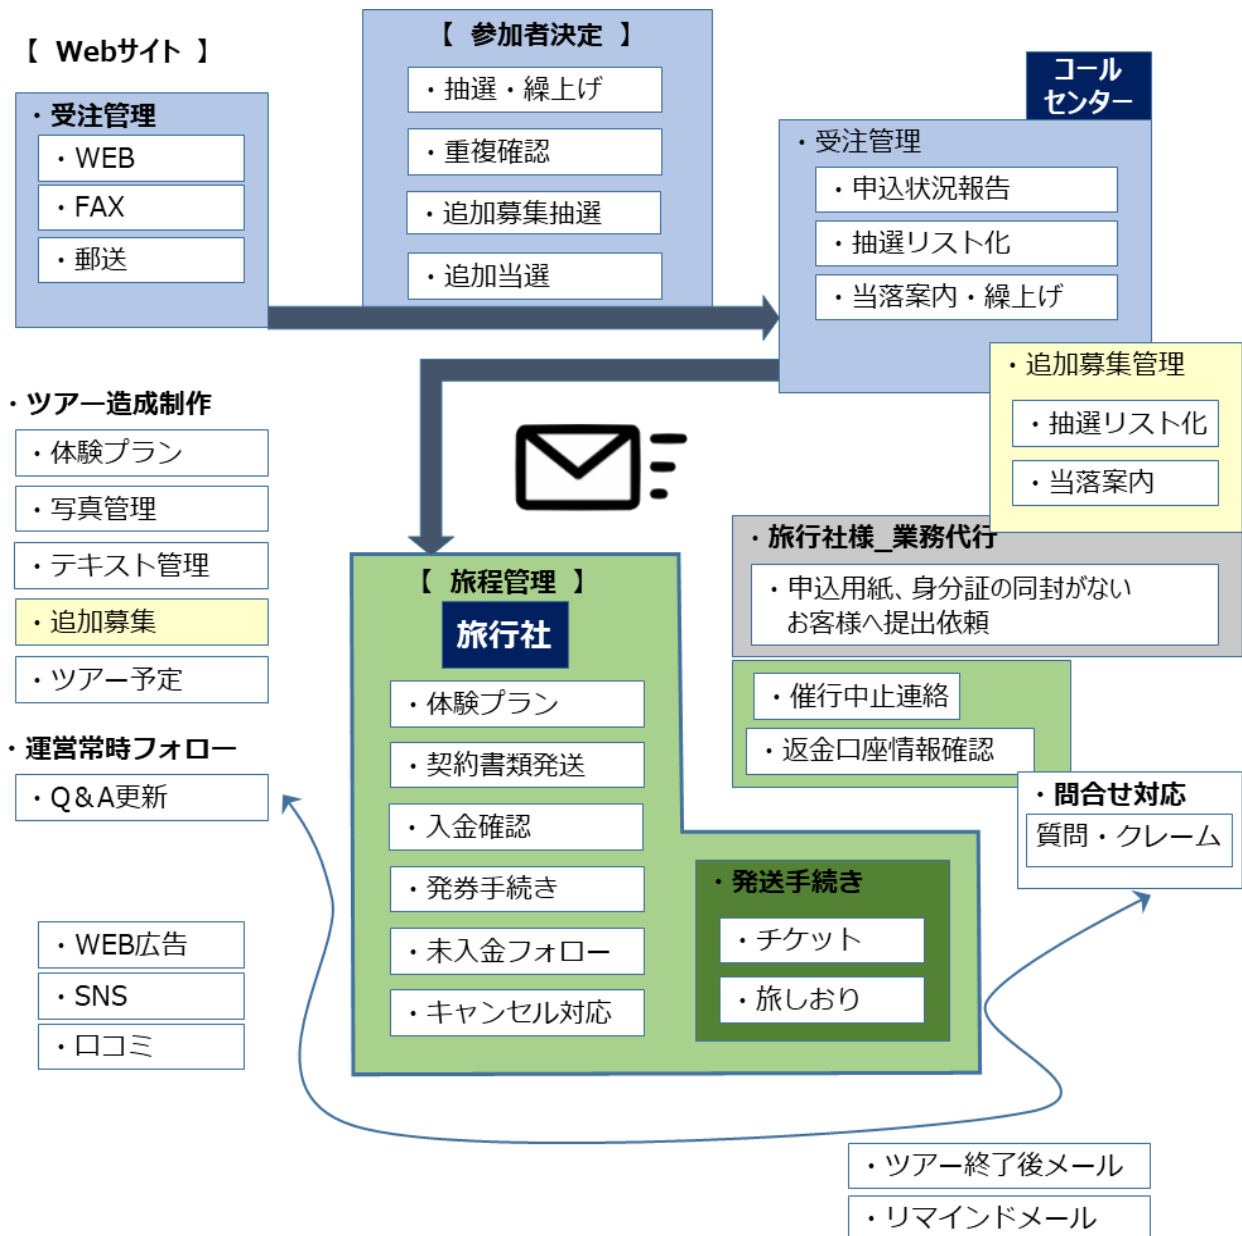 【 Webサイト 】
・受注管理
・WEB
・FAX
・郵送
【 参加者決定 】
・抽選・繰上げ
・重複確認
・追加募集抽選
・追加当選
コール
センター
・受注管理
・申込状況報告
・抽選リスト化
・当落案内・繰上げ
・追加募集管理
・抽選リスト化
・当落案内
・ツアー造成制作
・体験プラン
・写真管理
・テキスト管理
・追加募集
・ツアー予定
・運営常時フォロー
・Q&A更新
・WEB広告
・SNS
・口コミ
【 旅程管理 】
旅行社
・体験プラン
・契約書類発送
・入金確認
・発券手続き
・未入金フォロー
・キャンセル対応
・発送手続き
・チケット
・旅しおり
・旅行社様_業務代行
・申込用紙、身分証の同封がない
お客様へ提出依頼
・催行中止連絡
・返金口座情報確認
・問合せ対応
質問・クレーム
・ツアー終了後メール
・リマインドメール